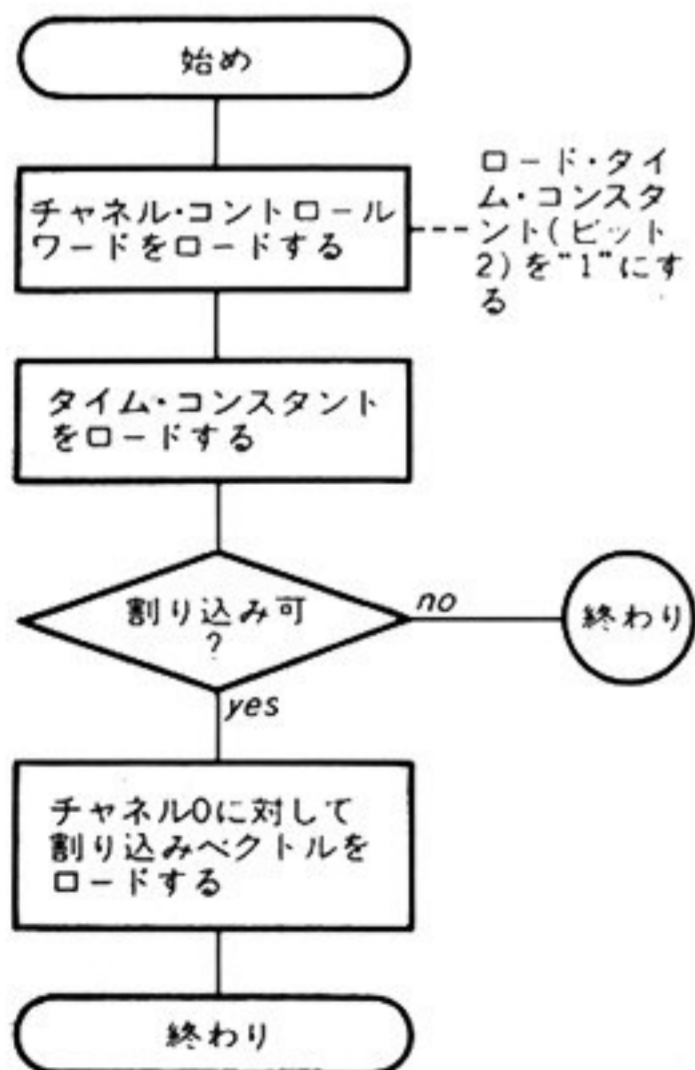 始め
チャネル・コントロール
ワードをロードする
ロード・タイ
ム・コンスタ
ント(ビット
2)を"1"にす
る
タイム・コンスタント
をロードする
割り込み可
?
no
終わり
yes
チャネル0に対して
割り込みベクトルを
ロードする
終わり